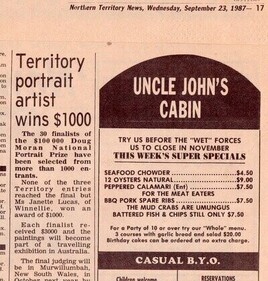 Northern Territory News, Wednesday, September 23, 1987— 17
Territory
portrait
artist
wins $1000
The 30 finalists of
the $100 000 Doug
Moran National
Portrait Prize have
been selected from
more than 1000 en-
trants.
None of the three
Territory entries
reached the final but
Ms Janette Lucas, of
Winnellie, won an
award of $1000.
Each finalist re-
ceived $3000 and the
paintings will become
part of a travelling
exhibition in Australia.
The final judging will
be in Murwillumbah,
New South Wales, in
October next year
UNCLE JOHN'S
CABIN
TRY US BEFORE THE "WET" FORCES
US TO CLOSE IN NOVEMBER
THIS WEEK'S SUPER SPECIALS
SEAFOOD CHOWDER $4.50
12 OYSTERS NATURAL $9.00
PEPPERED CALAMARI (Ent) $7.50
FOR THE MEAT EATERS
BBQ PORK SPARE RIBS $7.50
THE MUD CRABS are UMUNGUS
BATTERED FISH & CHIPS STILL ONLY $7.50
For a Party of 10 or over try our "Whole" menu.
3 courses with garlic bread and salad $20.00
Birthday cakes can be ordered at no extra charge.
CASUAL B.Y.O.
Children welcome
RESERVATIONS